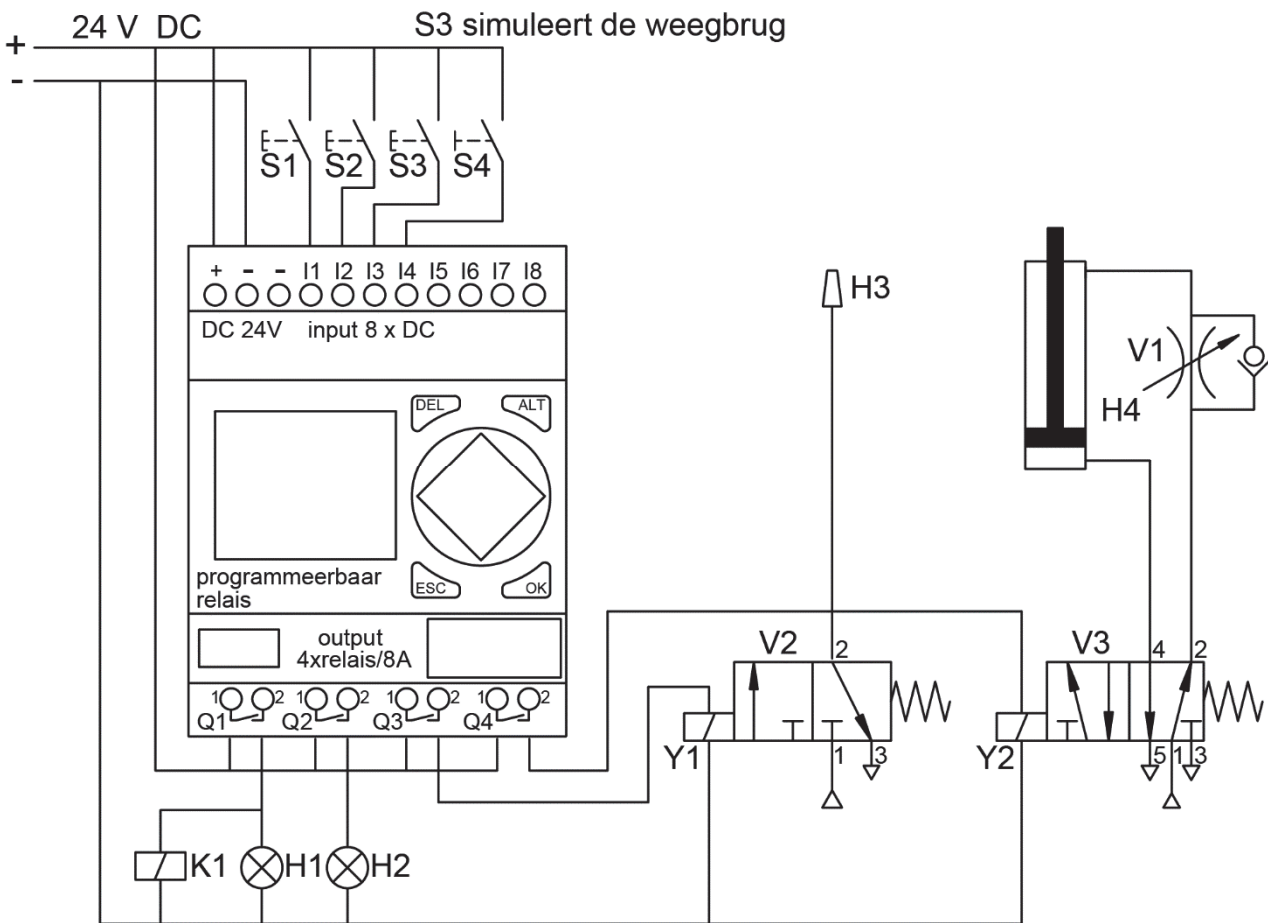 24 V DC
S3 simuleert de weegbrug
+
-
S1
S2
S3
S4
+ - - I1 I2 I3 I4 I5 I6 I7 I8
DC 24V input 8 x DC
DEL
ALT
ESC
OK
programmeerbaar
relais
output
4xrelais/8A
1 2 1 2 1 2 1 2
Q1 Q2 Q3 Q4
K1
H1
H2
H3
V1
H4
V2
2
Y1
1
3
V3
4
2
Y2
5
1
3